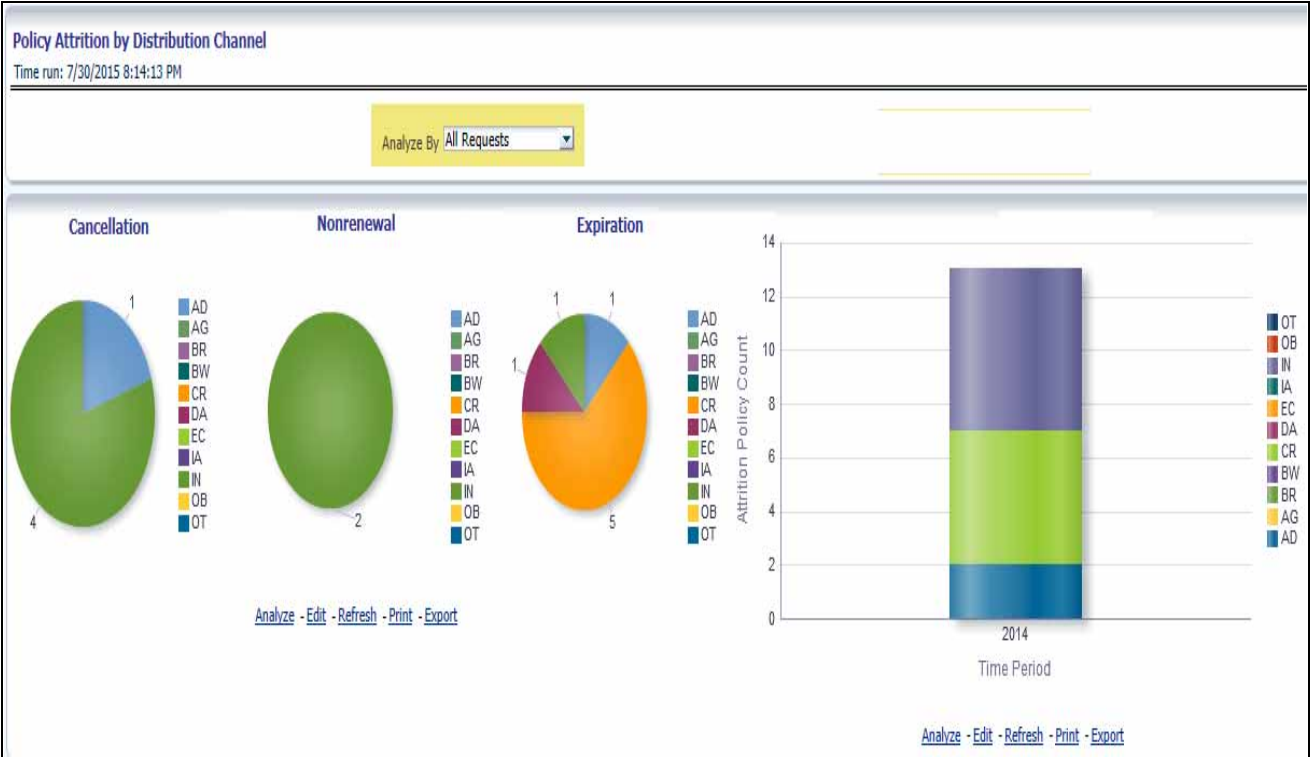 Policy Attrition by Distribution Channel
Time run: 7/30/2015 8:14:13 PM
Analyze By All Requests
Cancellation
1
4
AD
AG
BR
BW
CR
DA
EC
IA
IN
OB
OT
Nonrenewal
2
AD
AG
BR
BW
CR
DA
EC
IA
IN
OB
OT
Expiration
1
1
1
5
AD
AG
BR
BW
CR
DA
EC
IA
IN
OB
OT
Analyze - Edit - Refresh - Print - Export
Attrition Policy Count
14
12
10
8
6
4
2
0
2014
Time Period
OT
OB
IN
IA
EC
DA
CR
BW
BR
AG
AD
Analyze - Edit - Refresh - Print - Export